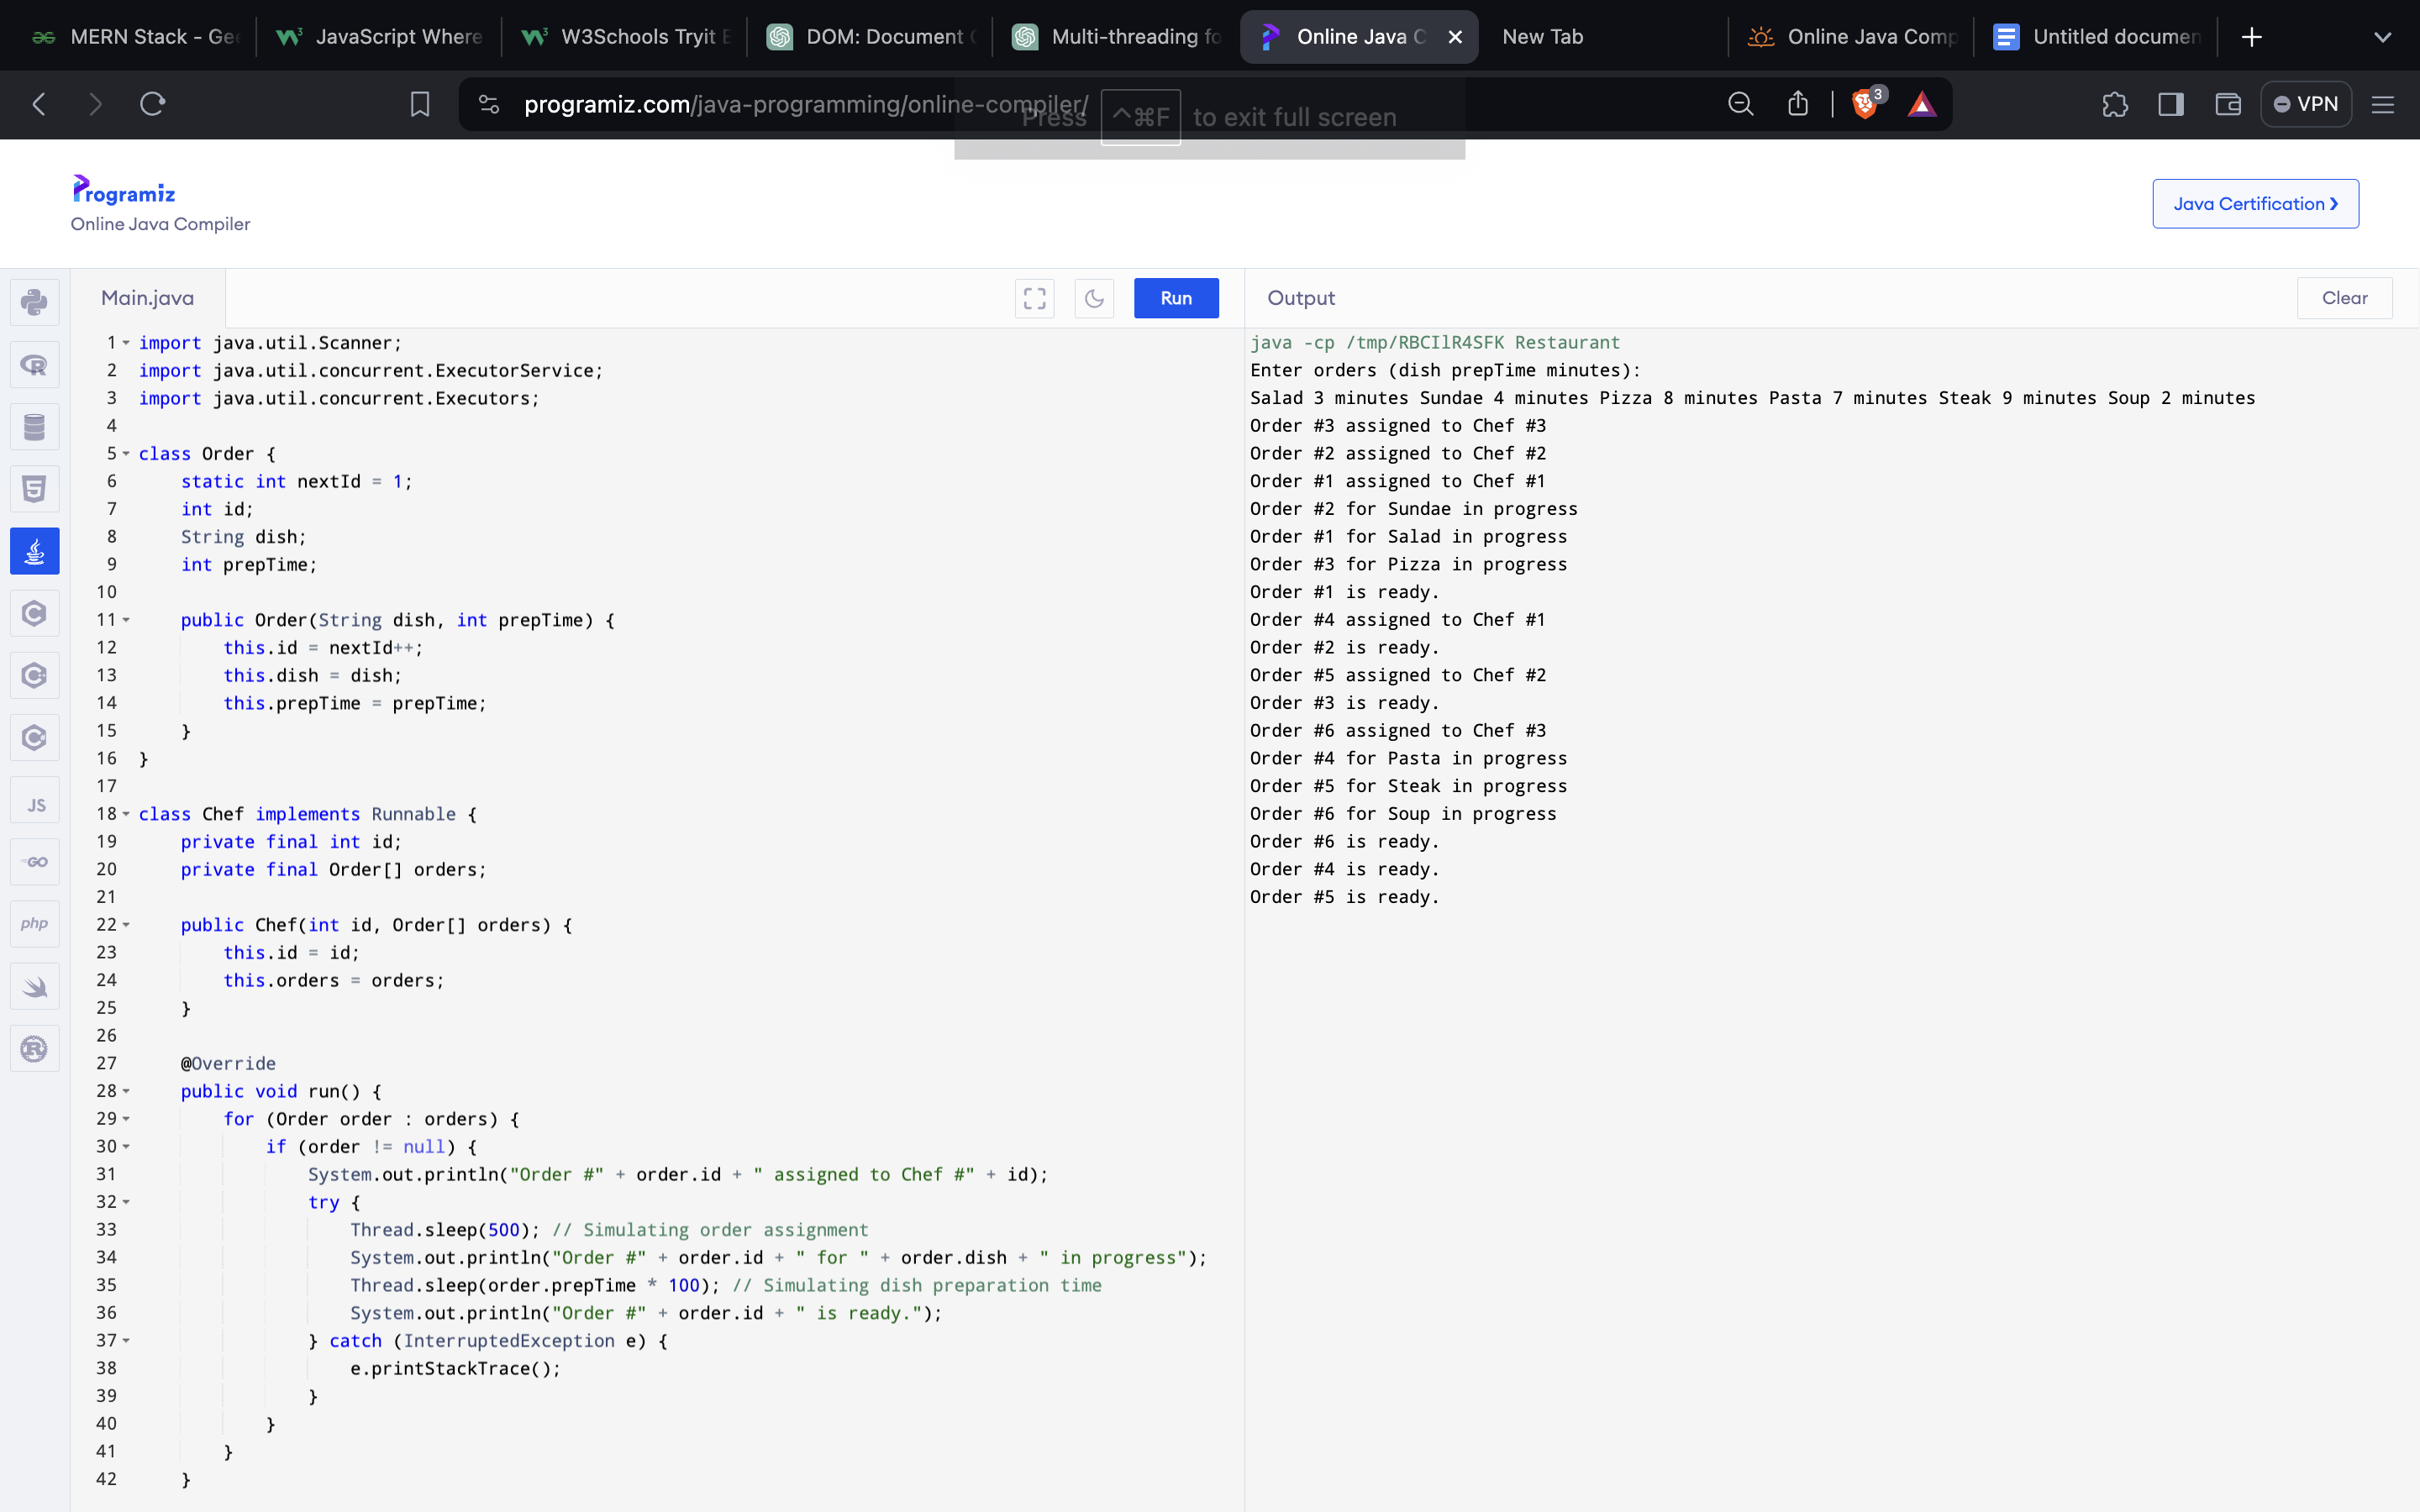 MERN Stack - Gee
JavaScript Where
W3Schools Tryit E
DOM: Document
Multi-threading fo
Online Java C
New Tab
Online Java Comp
Untitled documen
programiz.com/java-programming/online-compiler/
Press ^⌘F to exit full screen
3
VPN
Programiz
Online Java Compiler
Java Certification ❯
Main.java
Run
Output
Clear
JS
GO
php
1 import java.util.Scanner;
2 import java.util.concurrent.ExecutorService;
3 import java.util.concurrent.Executors;
4
5 class Order {
6     static int nextId = 1;
7     int id;
8     String dish;
9     int prepTime;
10
11     public Order(String dish, int prepTime) {
12         this.id = nextId++;
13         this.dish = dish;
14         this.prepTime = prepTime;
15     }
16 }
17
18 class Chef implements Runnable {
19     private final int id;
20     private final Order[] orders;
21
22     public Chef(int id, Order[] orders) {
23         this.id = id;
24         this.orders = orders;
25     }
26
27     @Override
28     public void run() {
29         for (Order order : orders) {
30             if (order != null) {
31                 System.out.println("Order #" + order.id + " assigned to Chef #" + id);
32                 try {
33                     Thread.sleep(500); // Simulating order assignment
34                     System.out.println("Order #" + order.id + " for " + order.dish + " in progress");
35                     Thread.sleep(order.prepTime * 100); // Simulating dish preparation time
36                     System.out.println("Order #" + order.id + " is ready.");
37                 } catch (InterruptedException e) {
38                     e.printStackTrace();
39                 }
40             }
41         }
42     }
java -cp /tmp/RBCIlR4SFK Restaurant
Enter orders (dish prepTime minutes):
Salad 3 minutes Sundae 4 minutes Pizza 8 minutes Pasta 7 minutes Steak 9 minutes Soup 2 minutes
Order #3 assigned to Chef #3
Order #2 assigned to Chef #2
Order #1 assigned to Chef #1
Order #2 for Sundae in progress
Order #1 for Salad in progress
Order #3 for Pizza in progress
Order #1 is ready.
Order #4 assigned to Chef #1
Order #2 is ready.
Order #5 assigned to Chef #2
Order #3 is ready.
Order #6 assigned to Chef #3
Order #4 for Pasta in progress
Order #5 for Steak in progress
Order #6 for Soup in progress
Order #6 is ready.
Order #4 is ready.
Order #5 is ready.